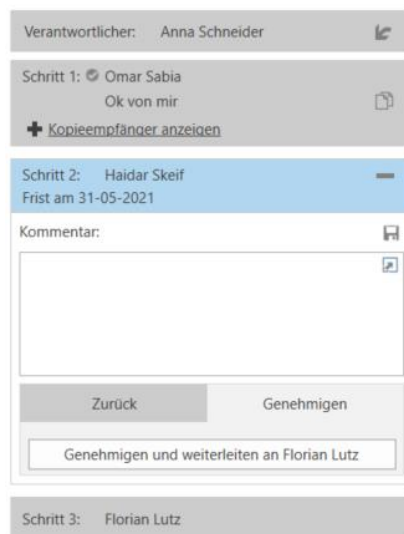 Verantwortlicher: Anna Schneider
Schritt 1: Omar Sabia
Ok von mir
Kopieempfänger anzeigen
Schritt 2: Haidar Skeif
Frist am 31-05-2021
Kommentar:
Zurück Genehmigen
Genehmigen und weiterleiten an Florian Lutz
Schritt 3: Florian Lutz